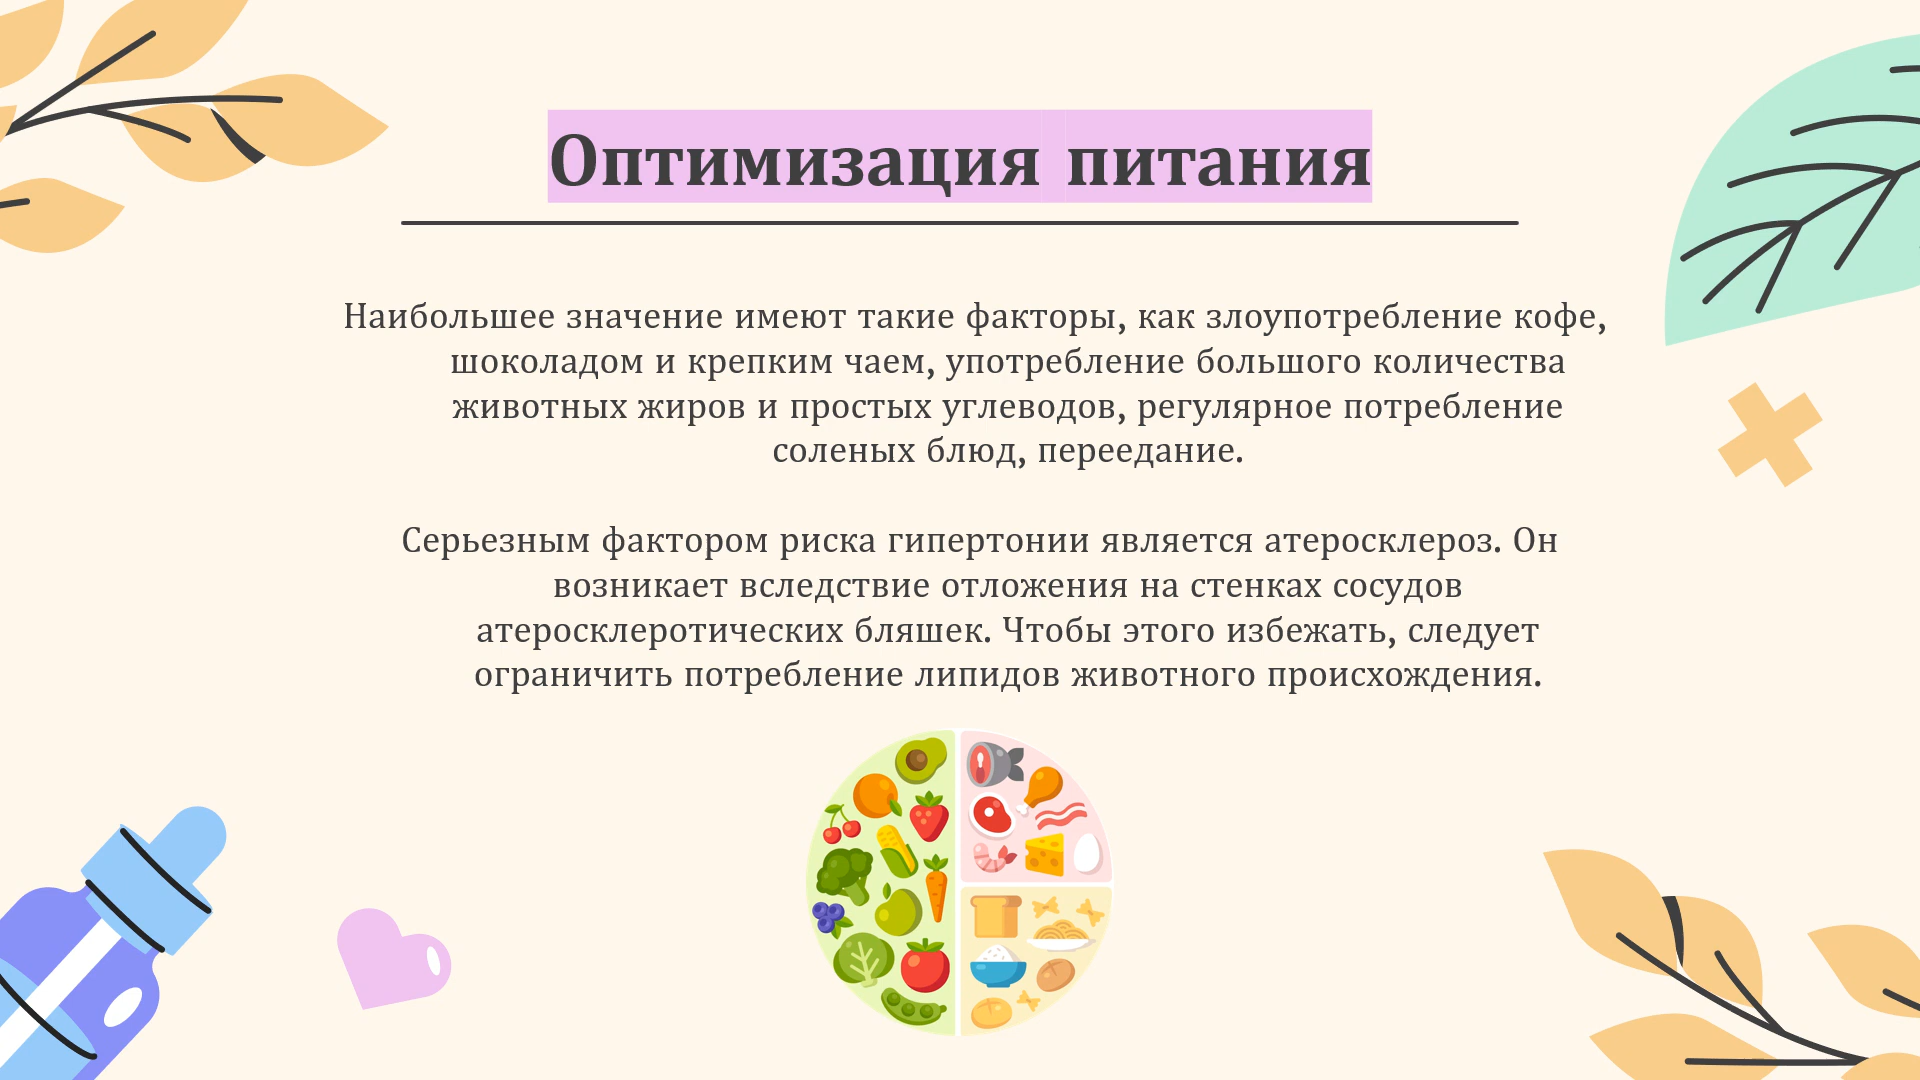 Оптимизация питания
Наибольшее значение имеют такие факторы, как злоупотребление кофе,
шоколадом и крепким чаем, употребление большого количества
животных жиров и простых углеводов, регулярное потребление
соленых блюд, переедание.
Серьезным фактором риска гипертонии является атеросклероз. Он
возникает вследствие отложения на стенках сосудов
атеросклеротических бляшек. Чтобы этого избежать, следует
ограничить потребление липидов животного происхождения.